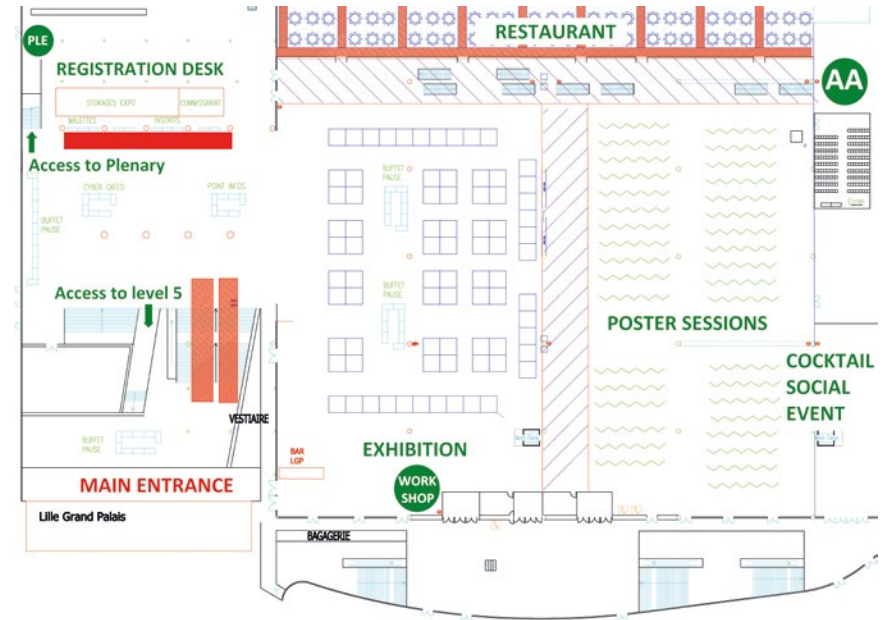 PLE
RESTAURANT
REGISTRATION DESK
AA
STOKAGES EXPO
COMMISSARIAT
MALETTES
INSCRITS
Access to Plenary
BUFFET
PAUSE
CYBER CAFES
POINT INFOS
BUFFET
PAUSE
Access to level 5
BUFFET
PAUSE
POSTER SESSIONS
COCKTAIL
SOCIAL
EVENT
VESTIAIRE
BUFFET
PAUSE
EXHIBITION
BAR
LGP
MAIN ENTRANCE
WORK
SHOP
Lille Grand Palais
BAGAGERIE